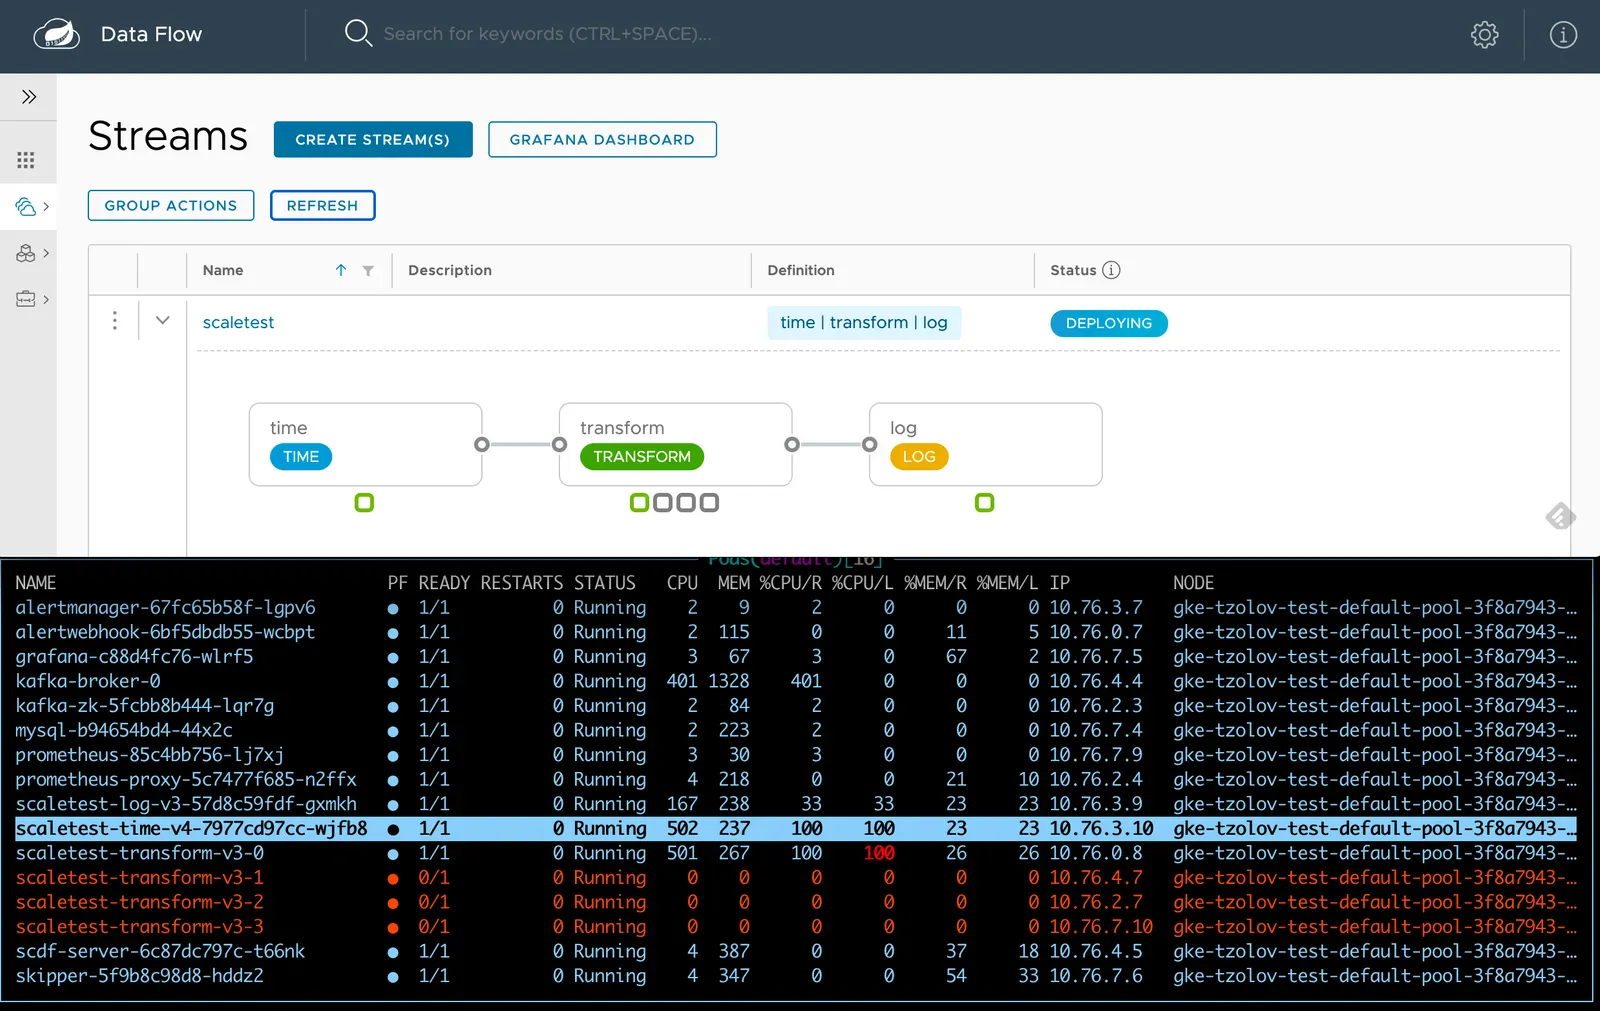 Data Flow
Search for keywords (CTRL+SPACE)...
Streams
CREATE STREAM(S)
GRAFANA DASHBOARD
GROUP ACTIONS
REFRESH
Name Description Definition Status
scaletest time | transform | log DEPLOYING
time transform log
TIME TRANSFORM LOG
Pods(default)[16]
NAME PF READY RESTARTS STATUS CPU MEM %CPU/R %CPU/L %MEM/R %MEM/L IP NODE
alertmanager-67fc65b58f-lgpv6 ● 1/1 0 Running 2 9 2 0 0 0 10.76.3.7 gke-tzolov-test-default-pool-3f8a7943-…
alertwebhook-6bf5dbdb55-wcbpt ● 1/1 0 Running 2 115 0 0 11 5 10.76.0.7 gke-tzolov-test-default-pool-3f8a7943-…
grafana-c88d4fc76-wlrf5 ● 1/1 0 Running 3 67 3 0 67 2 10.76.7.5 gke-tzolov-test-default-pool-3f8a7943-…
kafka-broker-0 ● 1/1 0 Running 401 1328 401 0 0 0 10.76.4.4 gke-tzolov-test-default-pool-3f8a7943-…
kafka-zk-5fcbb8b444-lqr7g ● 1/1 0 Running 2 84 2 0 0 0 10.76.2.3 gke-tzolov-test-default-pool-3f8a7943-…
mysql-b94654bd4-44x2c ● 1/1 0 Running 2 223 2 0 0 0 10.76.7.4 gke-tzolov-test-default-pool-3f8a7943-…
prometheus-85c4bb756-lj7xj ● 1/1 0 Running 3 30 3 0 0 0 10.76.7.9 gke-tzolov-test-default-pool-3f8a7943-…
prometheus-proxy-5c7477f685-n2ffx ● 1/1 0 Running 4 218 0 0 21 10 10.76.2.4 gke-tzolov-test-default-pool-3f8a7943-…
scaletest-log-v3-57d8c59fdf-gxmkh ● 1/1 0 Running 167 238 33 33 23 23 10.76.3.9 gke-tzolov-test-default-pool-3f8a7943-…
scaletest-time-v4-7977cd97cc-wjfb8 ● 1/1 0 Running 502 237 100 100 23 23 10.76.3.10 gke-tzolov-test-default-pool-3f8a7943-…
scaletest-transform-v3-0 ● 1/1 0 Running 501 267 100 100 26 26 10.76.0.8 gke-tzolov-test-default-pool-3f8a7943-…
scaletest-transform-v3-1 ● 0/1 0 Running 0 0 0 0 0 0 10.76.4.7 gke-tzolov-test-default-pool-3f8a7943-…
scaletest-transform-v3-2 ● 0/1 0 Running 0 0 0 0 0 0 10.76.2.7 gke-tzolov-test-default-pool-3f8a7943-…
scaletest-transform-v3-3 ● 0/1 0 Running 0 0 0 0 0 0 10.76.7.10 gke-tzolov-test-default-pool-3f8a7943-…
scdf-server-6c87dc797c-t66nk ● 1/1 0 Running 4 387 0 0 37 18 10.76.4.5 gke-tzolov-test-default-pool-3f8a7943-…
skipper-5f9b8c98d8-hddz2 ● 1/1 0 Running 4 347 0 0 54 33 10.76.7.6 gke-tzolov-test-default-pool-3f8a7943-…